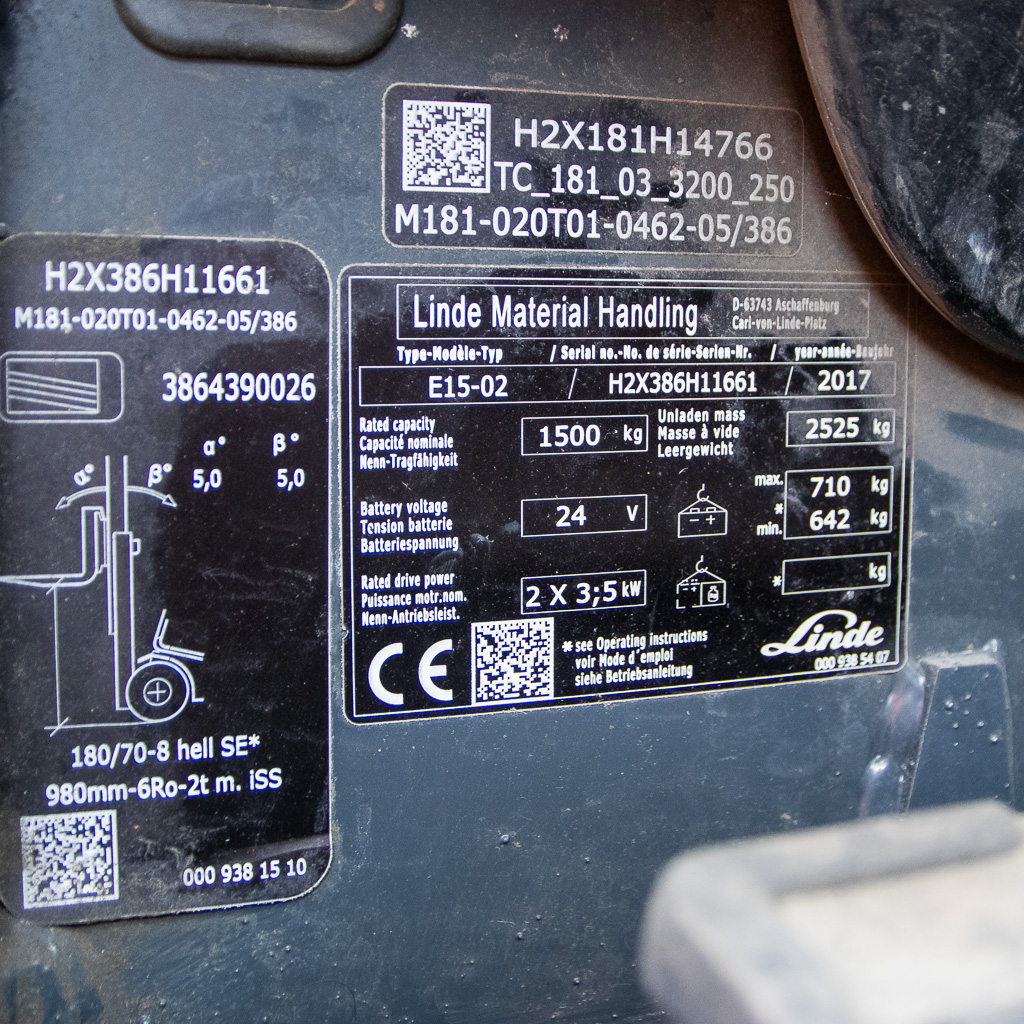 H2X181H14766
TC_181_03_3200_250
M181-020T01-0462-05/386
H2X386H11661
M181-020T01-0462-05/386
3864390026
α° β°
5,0 5,0
α° β°
180/70-8 hell SE*
980mm-6Ro-2t m. iSS
000 938 15 10
Linde Material Handling
D-63743 Aschaffenburg
Carl-von-Linde-Platz
Type-Modèle-Typ / Serial no.-No. de série-Serien-Nr. / year-année-Baujahr
E15-02 / H2X386H11661 / 2017
Rated capacity
Capacité nominale
Nenn-Tragfähigkeit
1500 kg
Unladen mass
Masse à vide
Leergewicht
2525 kg
Battery voltage
Tension batterie
Batteriespannung
24 V
- +
max. 710 kg
*
min. 642 kg
Rated drive power
Puissance motr.nom.
Nenn-Antriebsleist.
2 X 3;5 kW
* kg
CE
* see Operating instructions
voir Mode d'emploi
siehe Betriebsanleitung
Linde
000 938 54 07